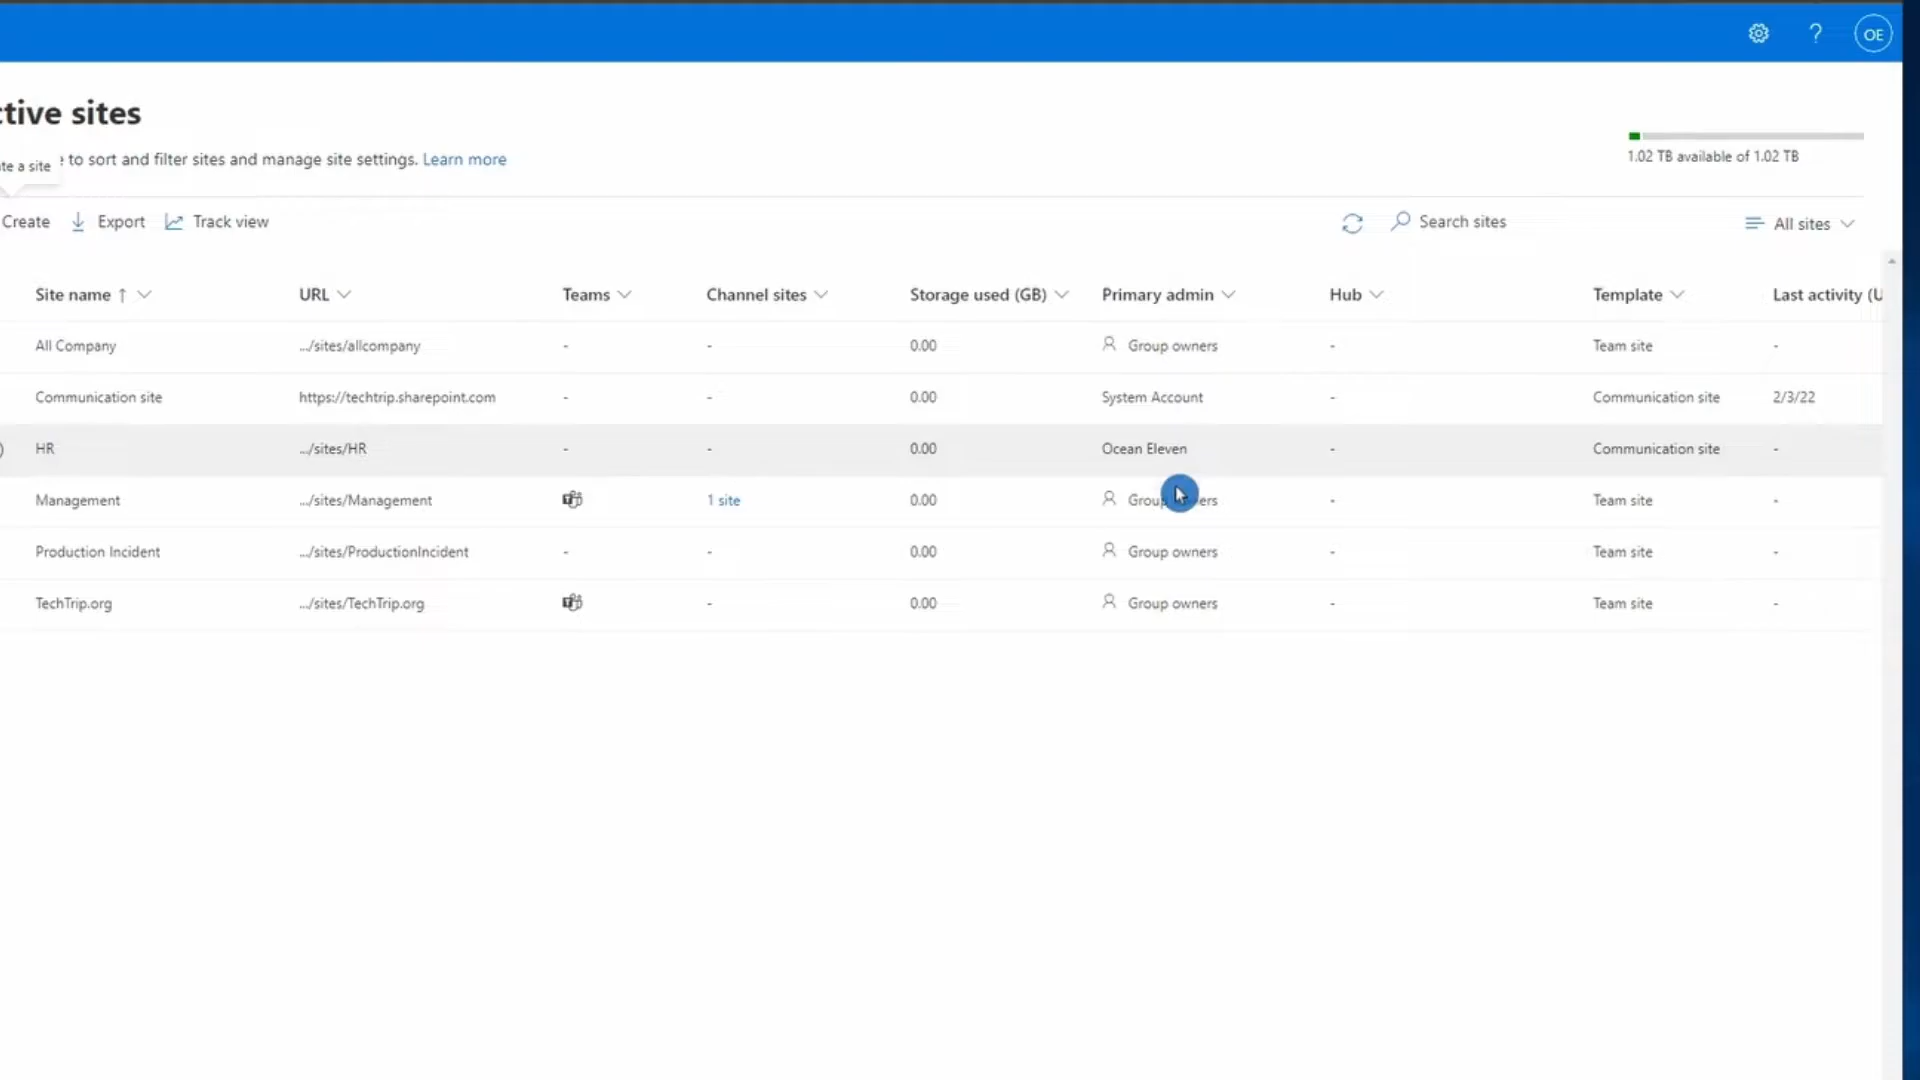 OE
ctive sites
1.02 TB available of 1.02 TB
te a site
e to sort and filter sites and manage site settings. Learn more
Create Export Track view Search sites All sites
Site name ↑ URL Teams Channel sites Storage used (GB) Primary admin Hub Template Last activity (U
All Company .../sites/allcompany - - 0.00 Group owners - Team site -
Communication site https://techtrip.sharepoint.com - - 0.00 System Account - Communication site 2/3/22
HR .../sites/HR - - 0.00 Ocean Eleven - Communication site -
Management .../sites/Management 1 site 0.00 Group ers - Team site -
Production Incident .../sites/ProductionIncident - - 0.00 Group owners - Team site -
TechTrip.org .../sites/TechTrip.org - 0.00 Group owners - Team site -